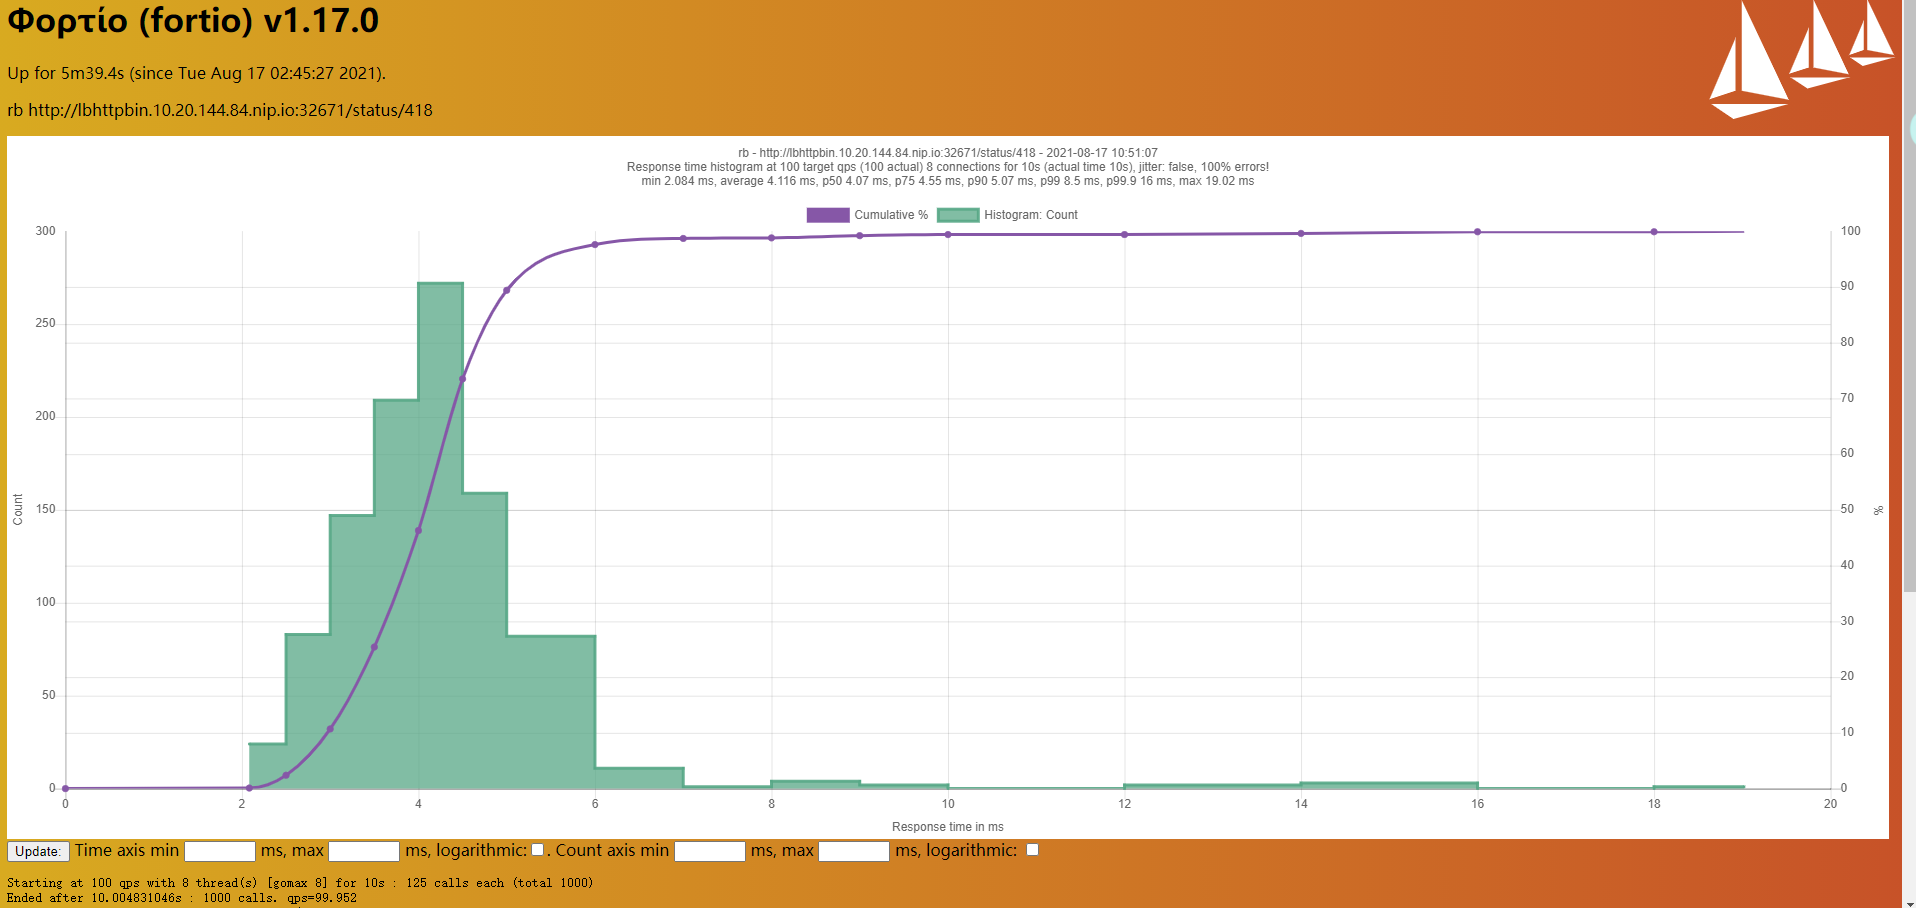 Φορτίο (fortio) v1.17.0
Up for 5m39.4s (since Tue Aug 17 02:45:27 2021).
rb http://lbhttpbin.10.20.144.84.nip.io:32671/status/418
rb - http://lbhttpbin.10.20.144.84.nip.io:32671/status/418 - 2021-08-17 10:51:07
Response time histogram at 100 target qps (100 actual) 8 connections for 10s (actual time 10s), jitter: false, 100% errors!
min 2.084 ms, average 4.116 ms, p50 4.07 ms, p75 4.55 ms, p90 5.07 ms, p99 8.5 ms, p99.9 16 ms, max 19.02 ms
Cumulative % Histogram: Count
300 100
90
250
80
70
200
60
Count 150 50 %
40
100
30
50 20
10
0 0
0 2 4 6 8 10 12 14 16 18 20
Response time in ms
Update: Time axis min ms, max ms, logarithmic: . Count axis min ms, max ms, logarithmic:
Starting at 100 qps with 8 thread(s) [gomax 8] for 10s : 125 calls each (total 1000)
Ended after 10.004831046s : 1000 calls. qps=99.952